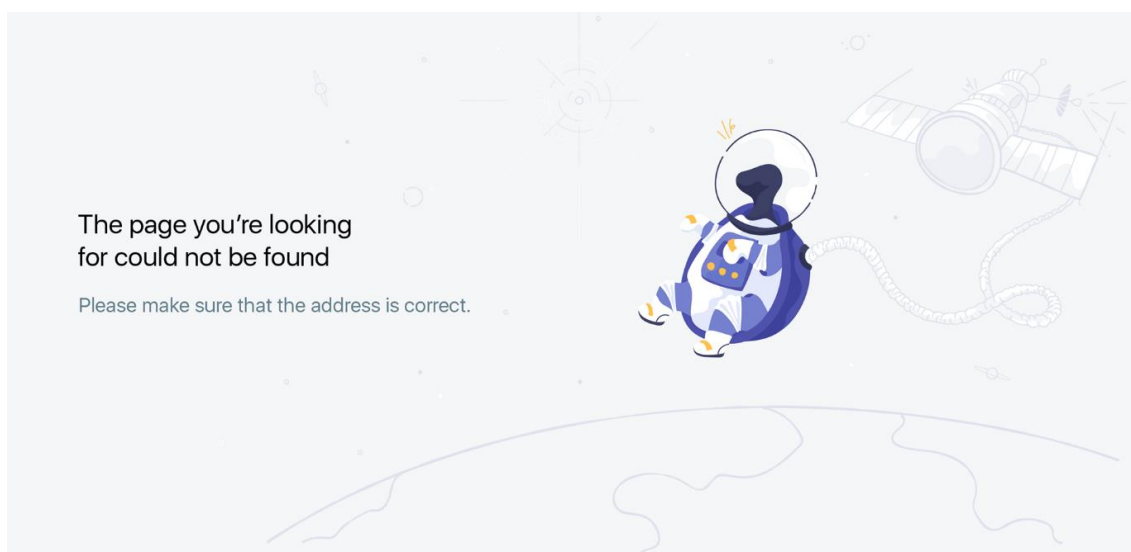 The page you’re looking
for could not be found
Please make sure that the address is correct.